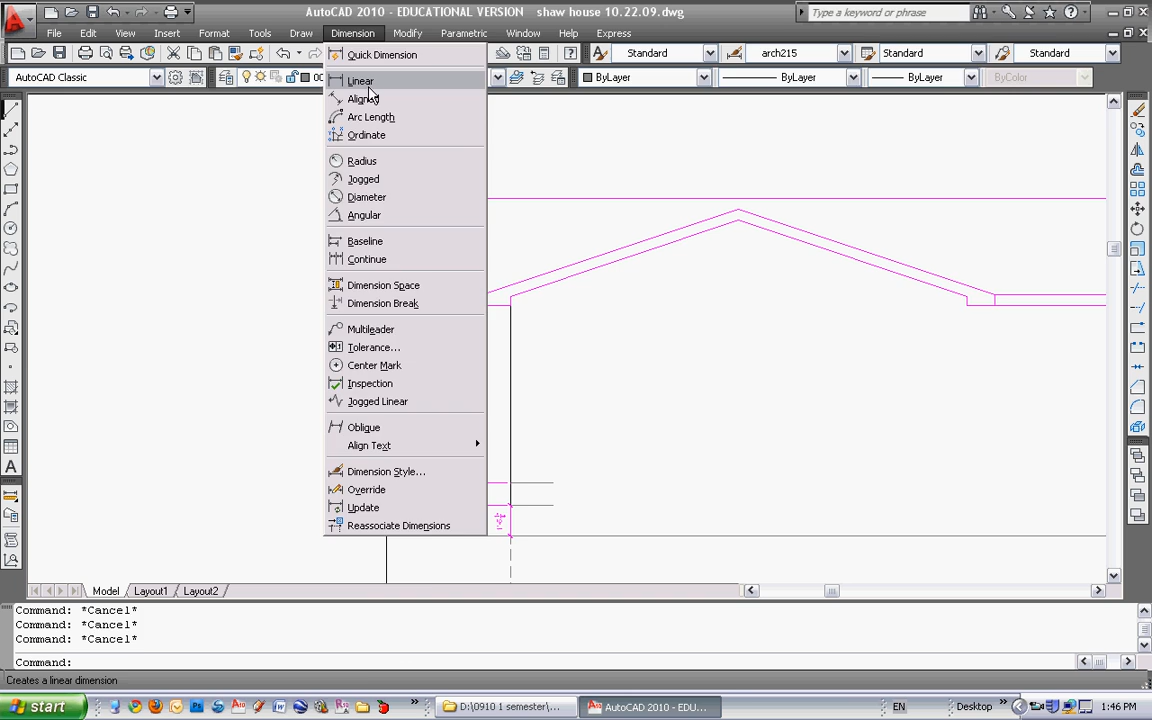 AutoCAD 2010 - EDUCATIONAL VERSION shaw house 10.22.09.dwg
Type a keyword or phrase
File Edit View Insert Format Tools Draw Dimension Modify Parametric Window Help Express
Standard arch215 Standard Standard
AutoCAD Classic ByLayer ByLayer ByLayer ByColor
Quick Dimension
Linear
Aligned
Arc Length
Ordinate
Radius
Jogged
Diameter
Angular
Baseline
Continue
Dimension Space
Dimension Break
Multileader
Tolerance...
Center Mark
Inspection
Jogged Linear
Oblique
Align Text
Dimension Style...
Override
Update
Reassociate Dimensions
A
Model Layout1 Layout2
Command: *Cancel*
Command: *Cancel*
Command: *Cancel*
Command:
Creates a linear dimension
start D:\0910 1 semester\... AutoCAD 2010 - EDU... EN Desktop 1:46 PM